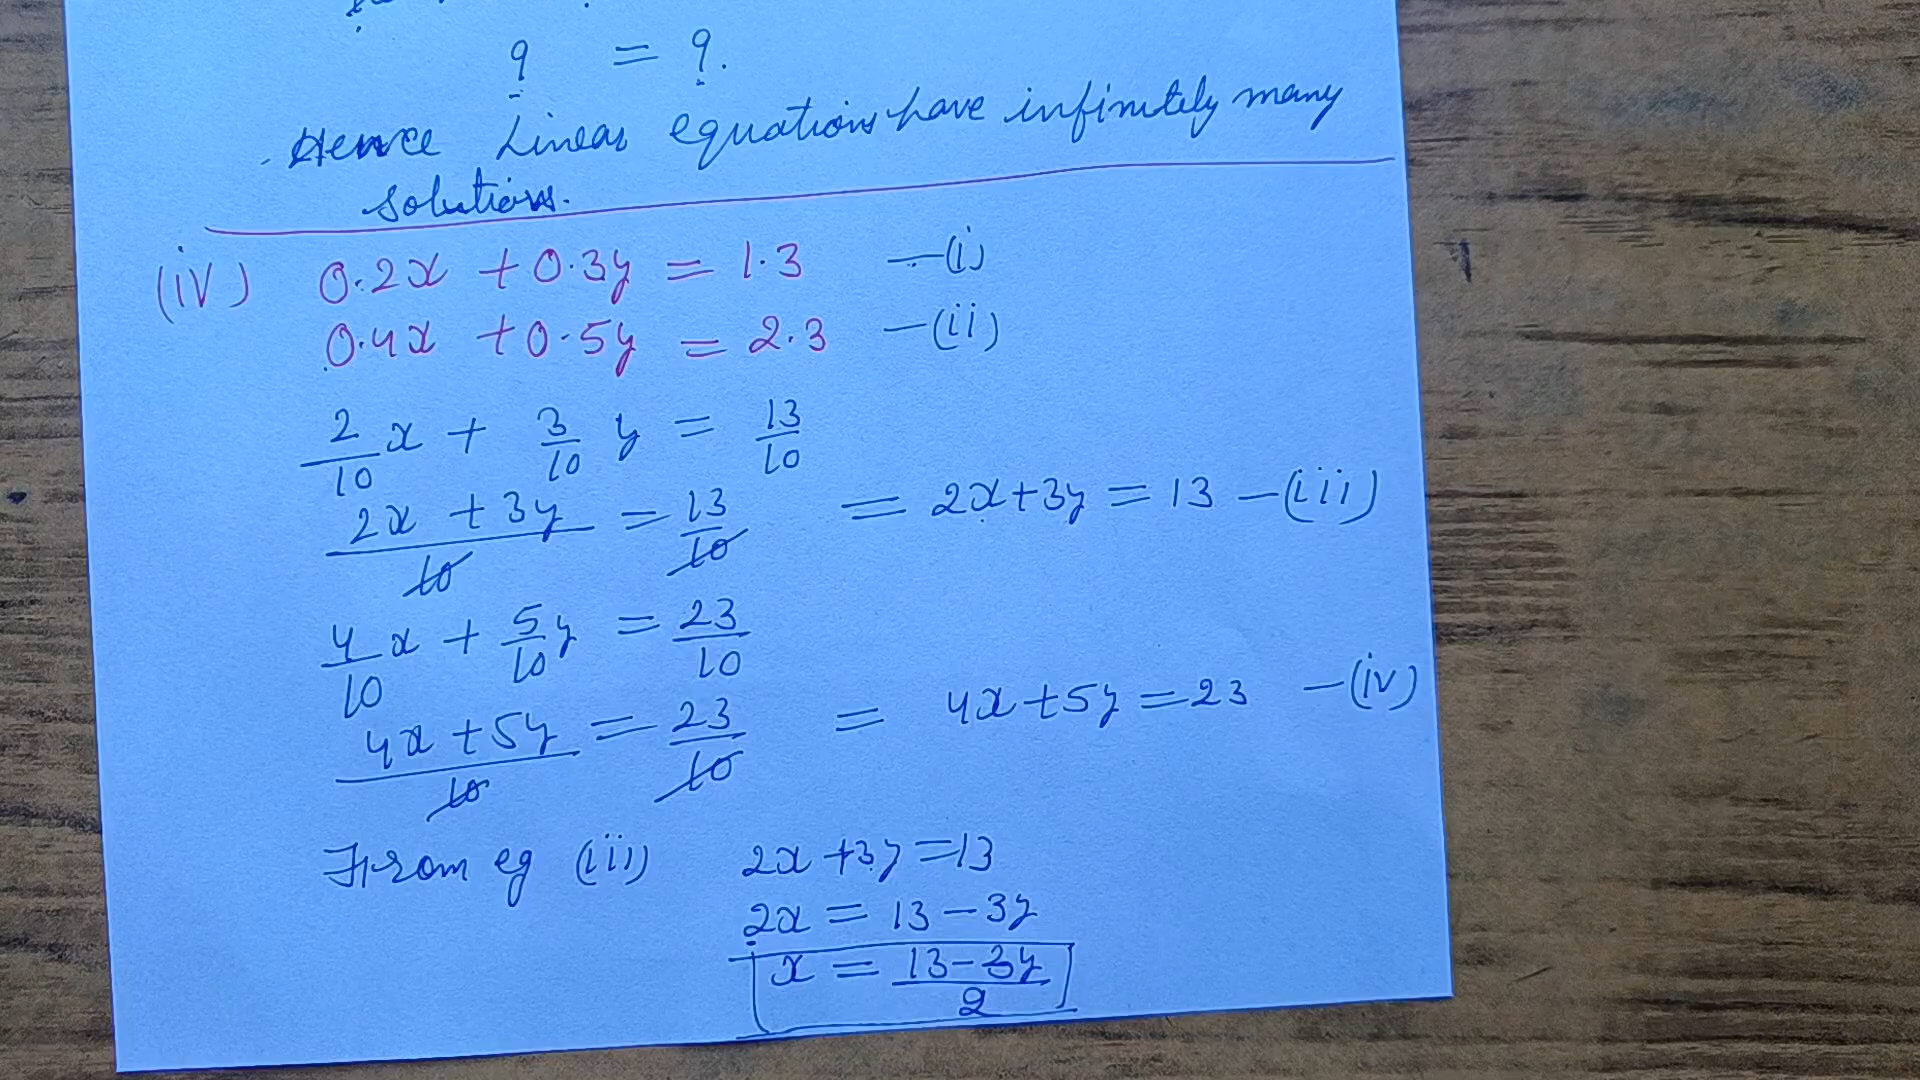 9 = 9.
Hence Linear equations have infinitely many
solutions.
(iv) 0.2x + 0.3y = 1.3 —(i)
0.4x + 0.5y = 2.3 —(ii)
2/10 x + 3/10 y = 13/10
2x + 3y/10 = 13/10 = 2x+3y = 13 —(iii)
4/10 x + 5/10 y = 23/10
4x + 5y/10 = 23/10 = 4x+5y = 23 —(iv)
From eq (iii) 2x +3y = 13
2x = 13 – 3y
x = 13 – 3y/2